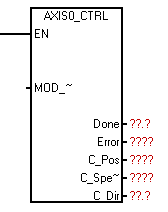 AXIS0_CTRL
EN
MOD_~
Done ??.?
Error ????
C_Pos ????
C_Spe~ ????
C_Dir ??.?